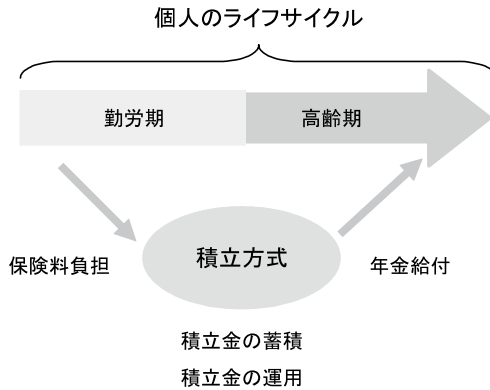 個人のライフサイクル
勤労期
高齢期
保険料負担
積立方式
年金給付
積立金の蓄積
積立金の運用